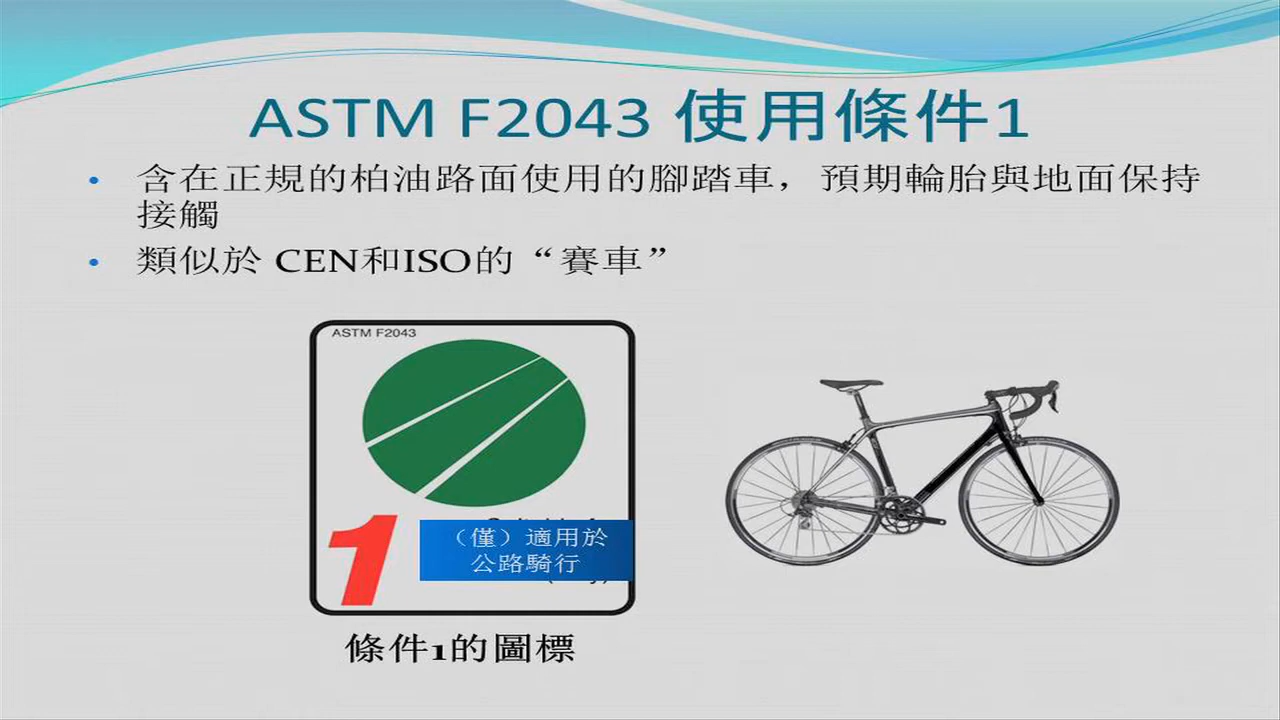 ASTM F2043 使用條件1
• 含在正規的柏油路面使用的腳踏車，預期輪胎與地面保持
接觸
• 類似於 CEN和ISO的“賽車”
ASTM F2043
1
（僅）適用於
公路騎行
條件1的圖標